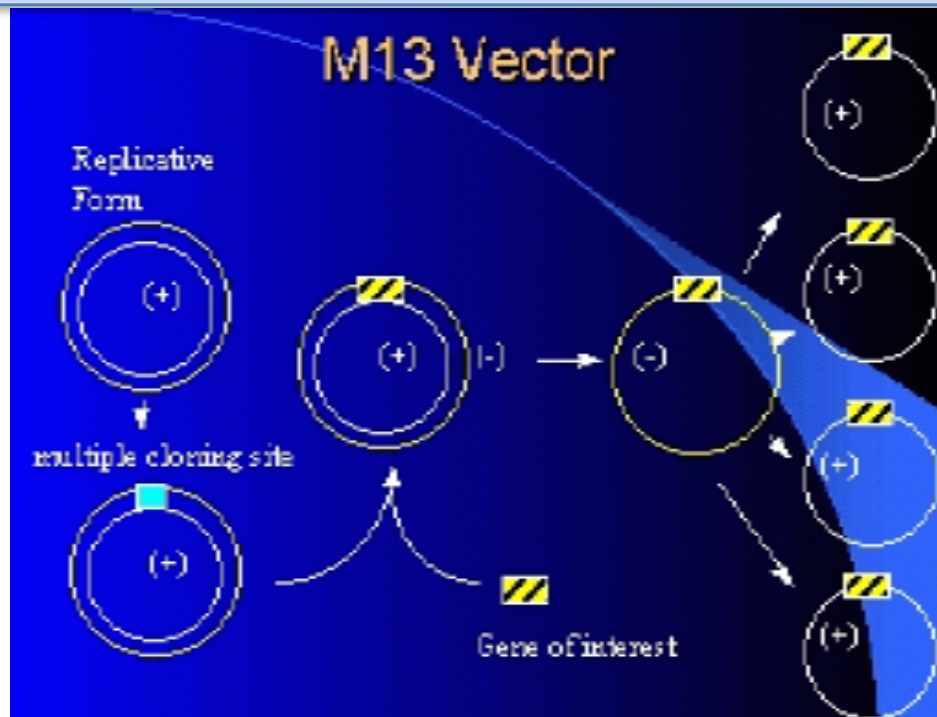 M13 Vector
Replicative
Form
(+)
multiple cloning site
(+)
(+)
(-)
Gene of interest
(-)
(+)
(+)
(+)
(+)